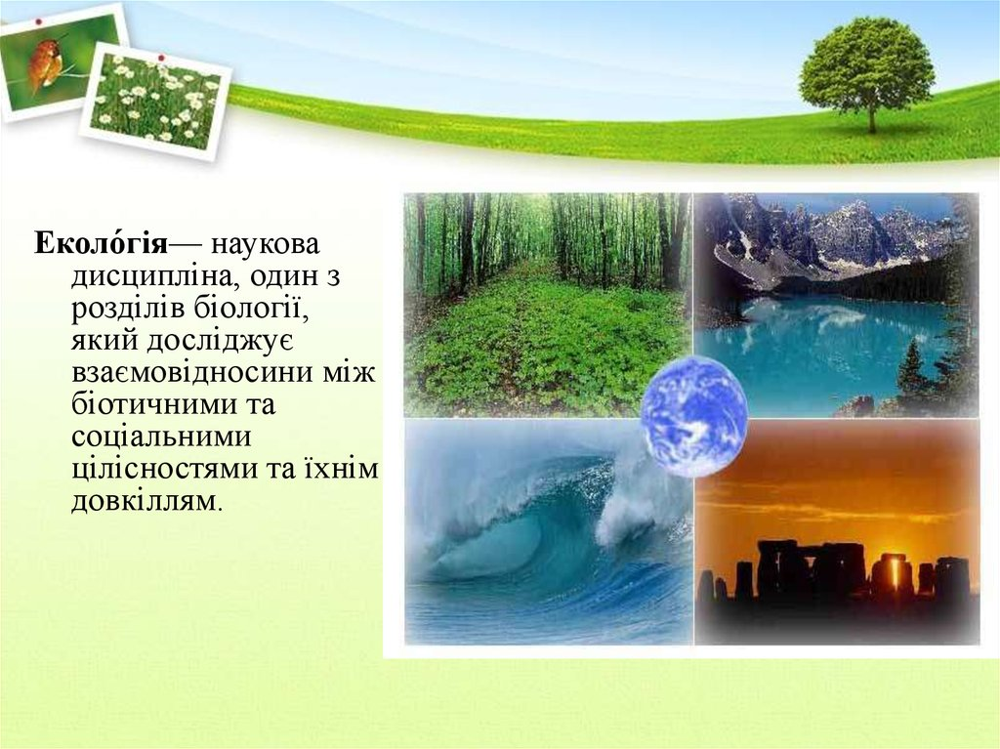 Еколо́гія— наукова
дисципліна, один з
розділів біології,
який досліджує
взаємовідносини між
біотичними та
соціальними
цілісностями та їхнім
довкіллям.